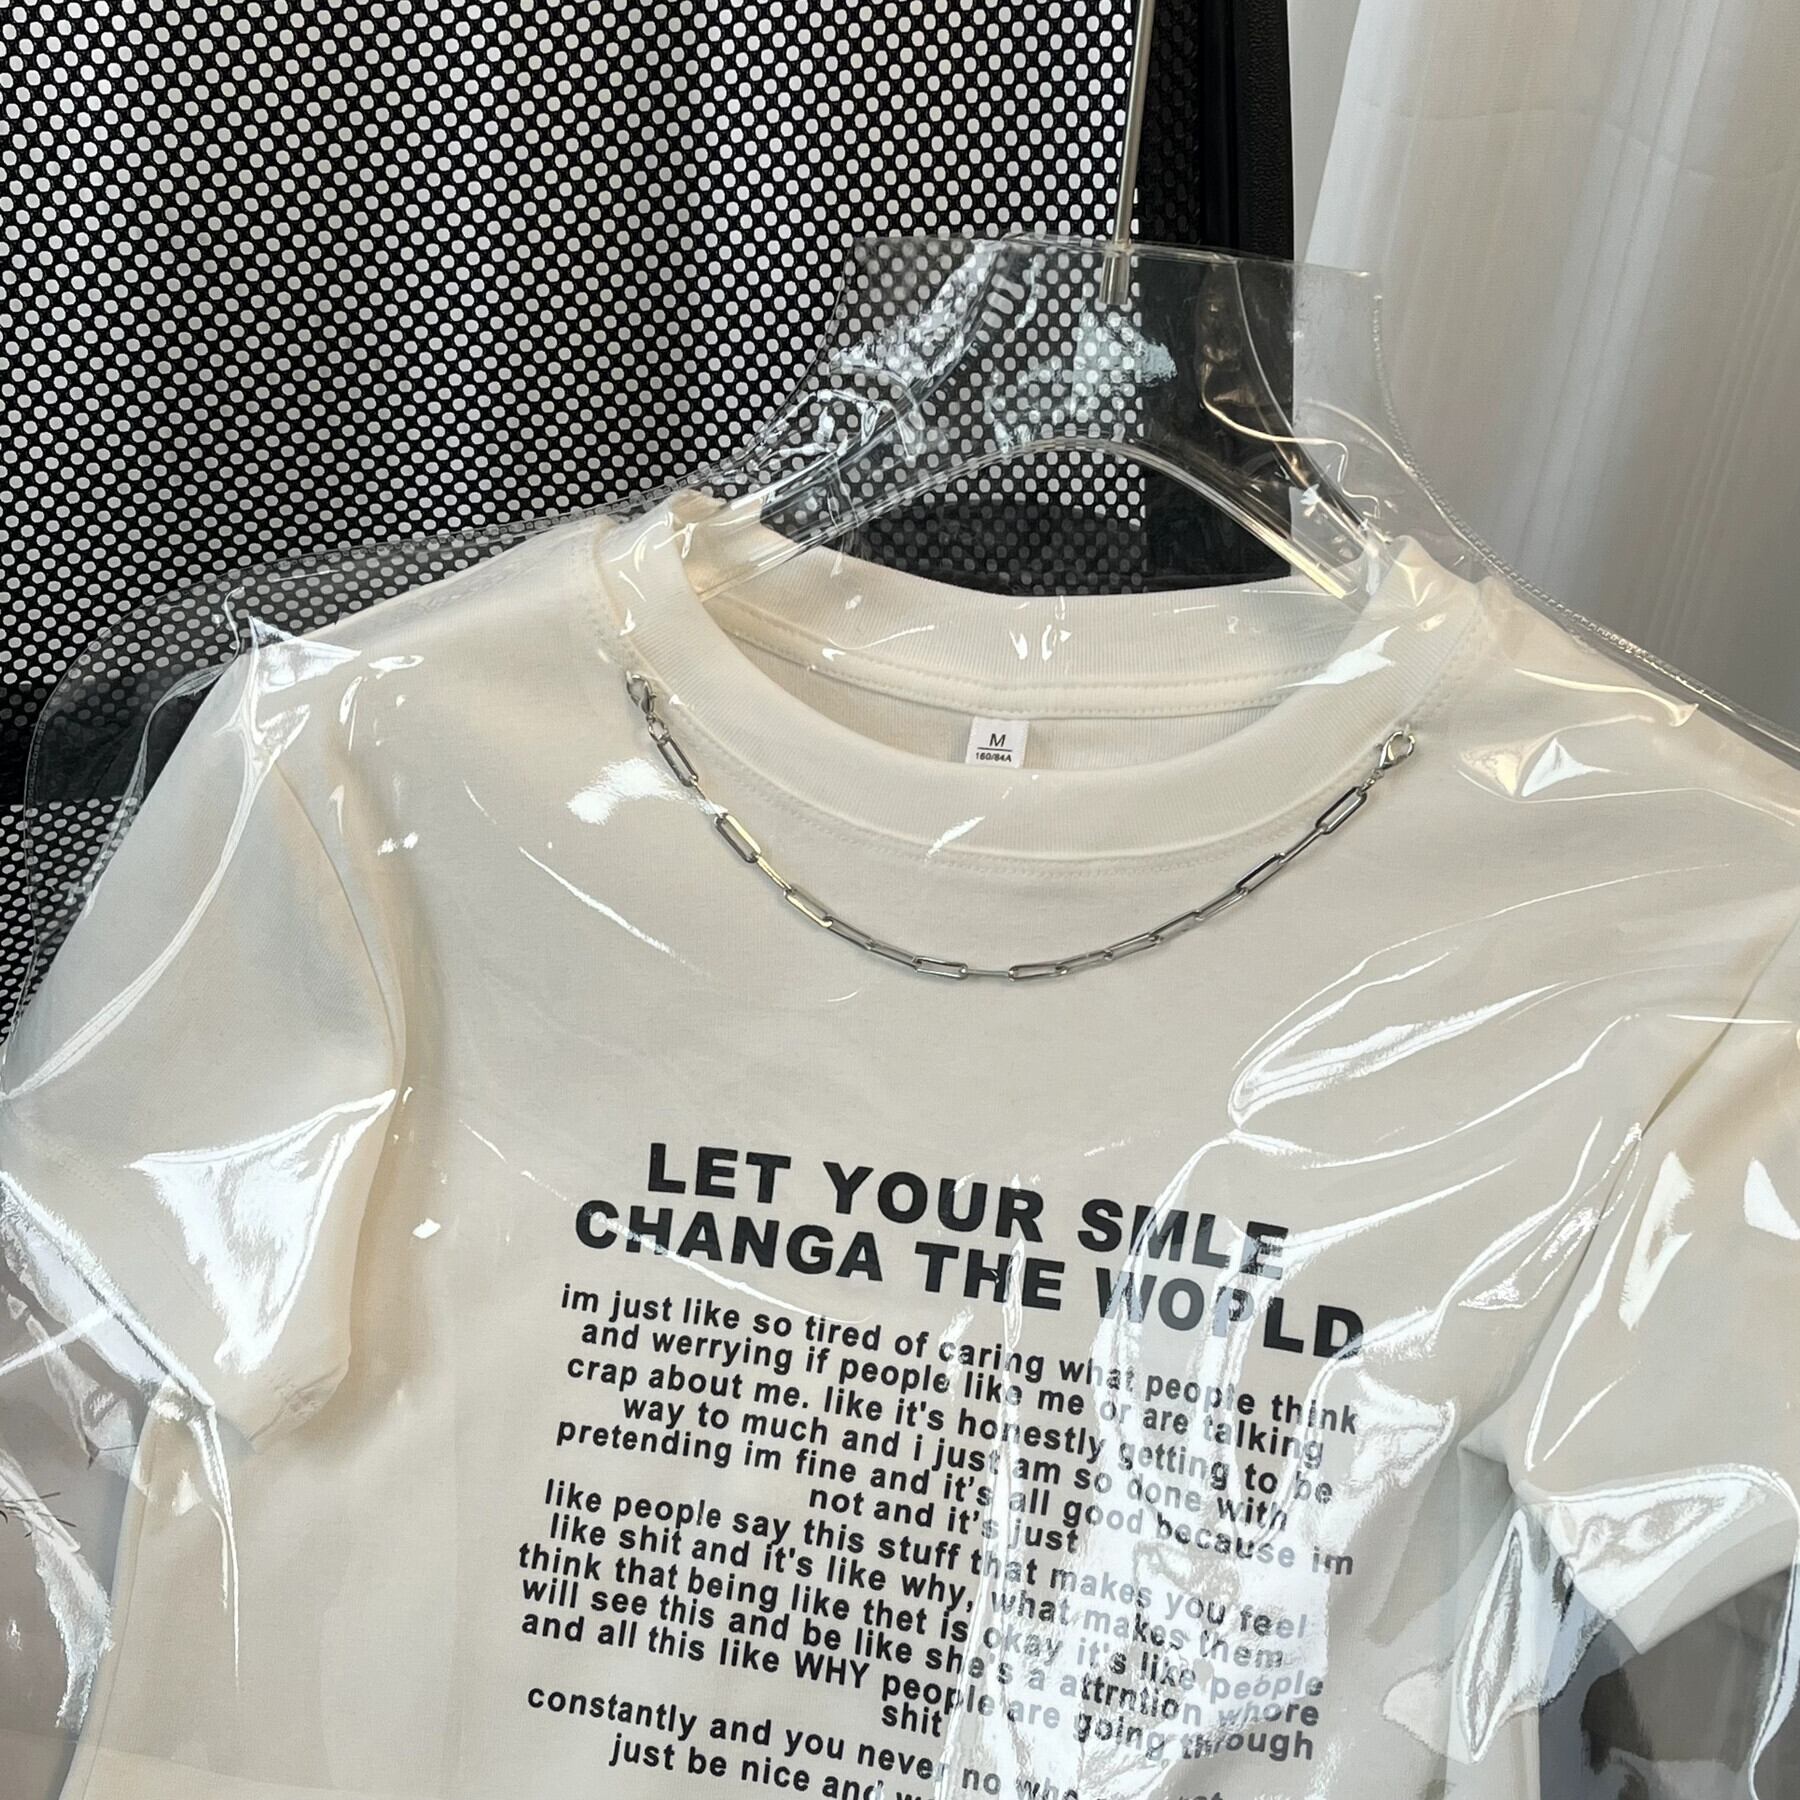 M
160/84A
LET YOUR SMLE
CHANGA THE WOPLD
im just like so tired of caring what people think
and werrying if people like me or are talking
crap about me. like it's honestly getting to be
way to much and i just am so done with
pretending im fine and it's all good because im
not and it's just
like people say this stuff that makes you feel
like shit and it's like why, what makes them
think that being like thet is okay it's like people
will see this and be like she's a attrntion whore
and all this like WHY people are going through
shit
constantly and you never no who
just be nice and